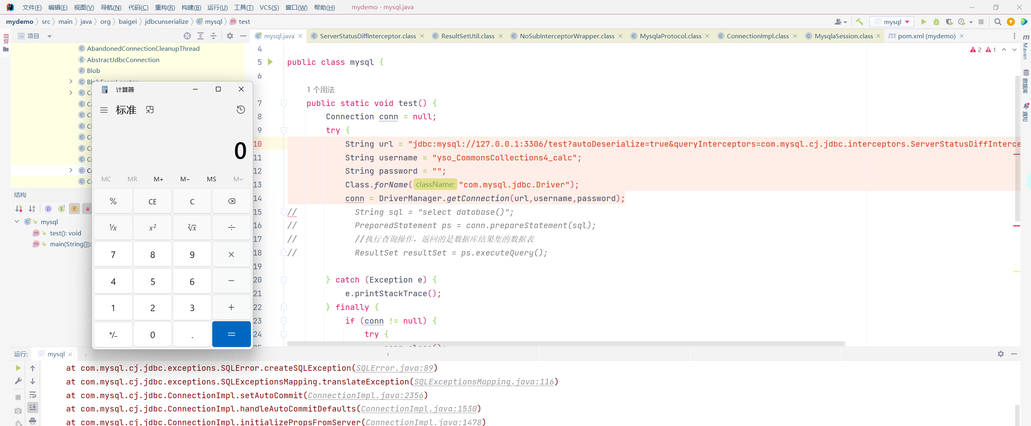 文件(F) 编辑(E) 视图(V) 导航(N) 代码(C) 重构(R) 构建(B) 运行(U) 工具(T) VCS(S) 窗口(W) 帮助(H) mydemo - mysql.java
mydemo > src > main > java > org > baigei > jdbcunserialize > mysql > test mysql
项目 mysql.java ServerStatusDiffInterceptor.class ResultSetUtil.class NoSubInterceptorWrapper.class MysqlaProtocol.class ConnectionImpl.class MysqlaSession.class pom.xml (mydemo)
AbandonedConnectionCleanupThread
AbstractJdbcConnection
Blob
计算器
标准
0
MC MR M+ M− MS M˅
% CE C
¹⁄x x² ²√x ÷
7 8 9 ×
4 5 6 −
1 2 3 +
+/− 0 . =
结构
mysql
test(): void
main(String[]):
4
5 public class mysql {
6
1 个用法
7 public static void test() {
8 Connection conn = null;
9 try {
10 String url = "jdbc:mysql://127.0.0.1:3306/test?autoDeserialize=true&queryInterceptors=com.mysql.cj.jdbc.interceptors.ServerStatusDiffInterce
11 String username = "yso_CommonsCollections4_calc";
12 String password = "";
13 Class.forName( className: "com.mysql.jdbc.Driver");
14 conn = DriverManager.getConnection(url,username,password);
15 // String sql = "select database()";
16 // PreparedStatement ps = conn.prepareStatement(sql);
17 // //执行查询操作，返回的是数据库结果集的数据表
18 // ResultSet resultSet = ps.executeQuery();
19
20 } catch (Exception e) {
21 e.printStackTrace();
22 } finally {
23 if (conn != null) {
24 try {
2 1
Maven
运行: mysql
at com.mysql.cj.jdbc.exceptions.SQLError.createSQLException(SQLError.java:89)
at com.mysql.cj.jdbc.exceptions.SQLExceptionsMapping.translateException(SQLExceptionsMapping.java:116)
at com.mysql.cj.jdbc.ConnectionImpl.setAutoCommit(ConnectionImpl.java:2356)
at com.mysql.cj.jdbc.ConnectionImpl.handleAutoCommitDefaults(ConnectionImpl.java:1530)
at com.mysql.cj.jdbc.ConnectionImpl.initializePropsFromServer(ConnectionImpl.java:1478)